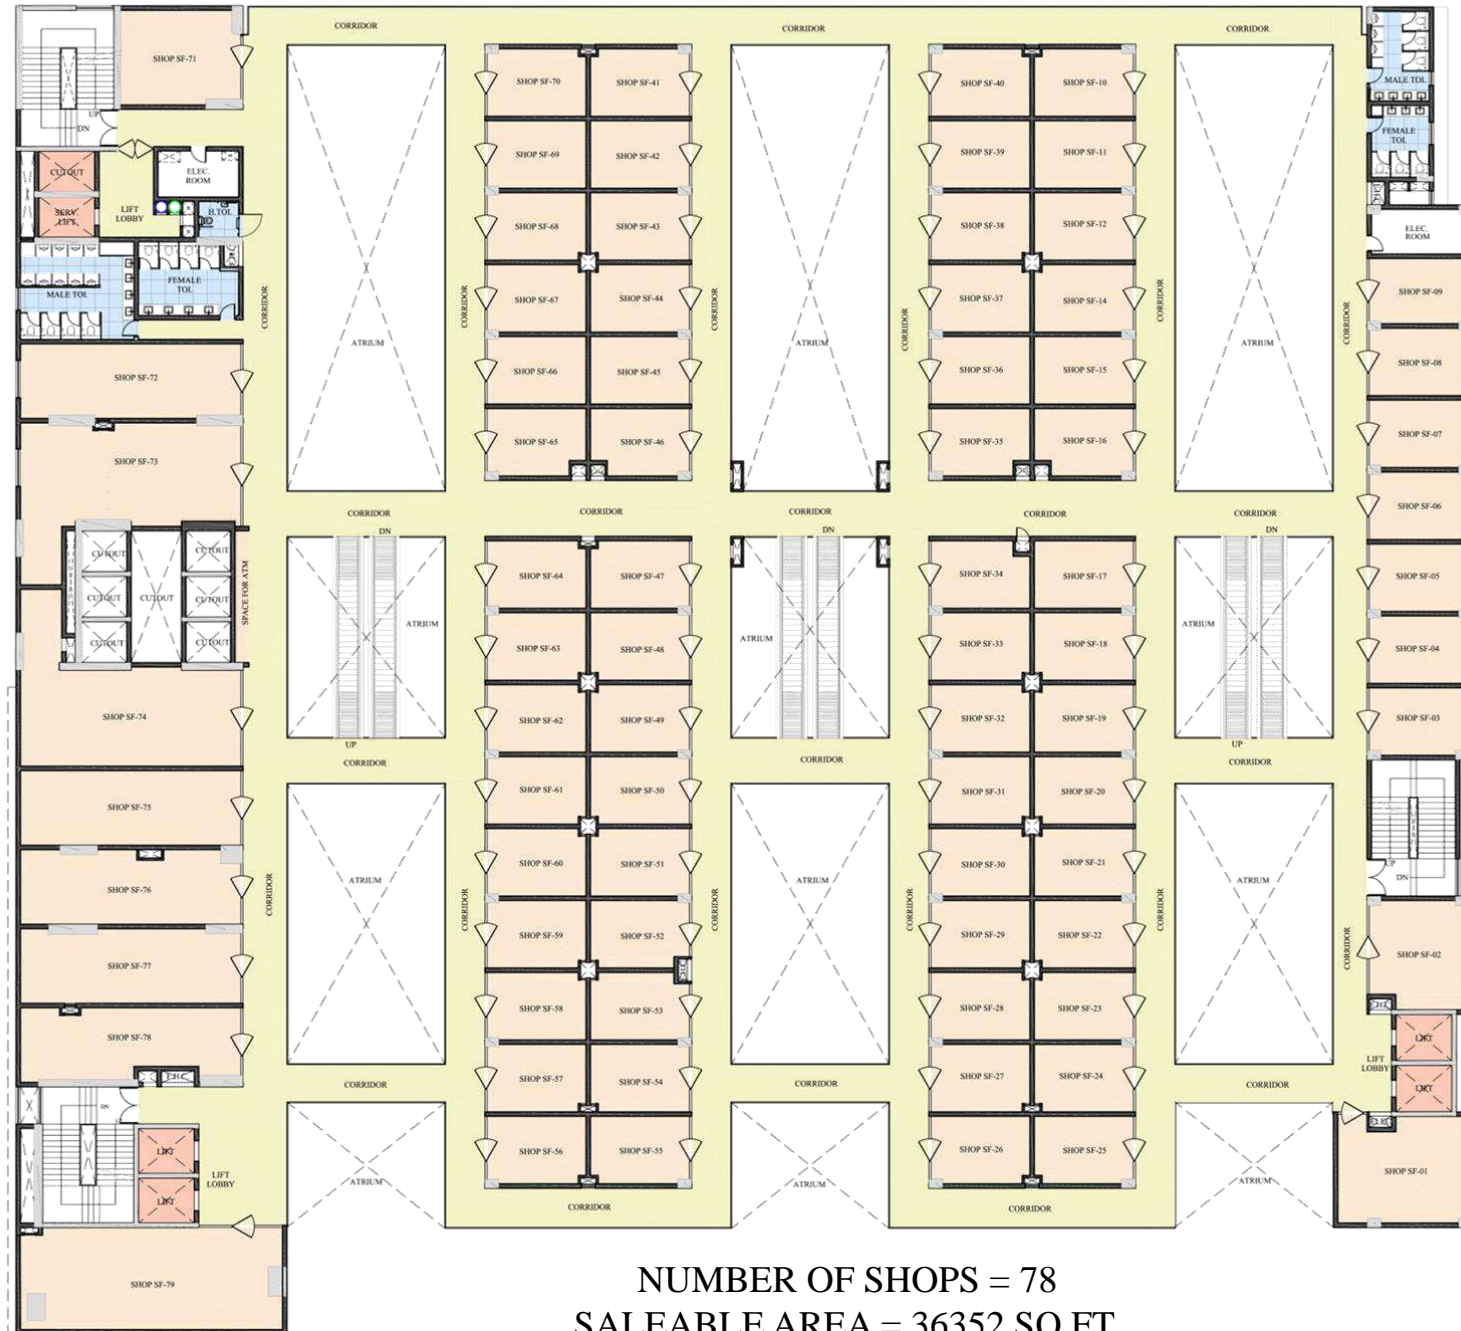 CORRIDOR
CORRIDOR
CORRIDOR
SHOP SF-71
SHOP SF-70
SHOP SF-41
SHOP SF-40
SHOP SF-10
MALE TOL
UP
DN
FEMALE
TOL
SHOP SF-69
SHOP SF-42
SHOP SF-39
SHOP SF-11
CUTOUT
ELEC.
ROOM
SERV.
LIFT
LIFT
LOBBY
H.TOL
SHOP SF-68
SHOP SF-43
SHOP SF-38
SHOP SF-12
ELEC.
ROOM
FEMALE
TOL
MALE TOL
CORRIDOR
CORRIDOR
CORRIDOR
CORRIDOR
CORRIDOR
CORRIDOR
SHOP SF-67
SHOP SF-44
SHOP SF-37
SHOP SF-14
SHOP SF-09
ATRIUM
ATRIUM
ATRIUM
SHOP SF-72
SHOP SF-66
SHOP SF-45
SHOP SF-36
SHOP SF-15
SHOP SF-08
SHOP SF-73
SHOP SF-65
SHOP SF-46
SHOP SF-35
SHOP SF-16
SHOP SF-07
CORRIDOR
CORRIDOR
CORRIDOR
CORRIDOR
CORRIDOR
SHOP SF-06
DN
DN
DN
CUTOUT
CUTOUT
CUTOUT
CUTOUT
CUTOUT
CUTOUT
CUTOUT
SPACE FOR ATM
SHOP SF-64
SHOP SF-47
SHOP SF-34
SHOP SF-17
SHOP SF-05
ATRIUM
ATRIUM
ATRIUM
SHOP SF-63
SHOP SF-48
SHOP SF-33
SHOP SF-18
SHOP SF-04
SHOP SF-74
SHOP SF-62
SHOP SF-49
SHOP SF-32
SHOP SF-19
SHOP SF-03
UP
UP
CORRIDOR
CORRIDOR
CORRIDOR
SHOP SF-75
SHOP SF-61
SHOP SF-50
SHOP SF-31
SHOP SF-20
SHOP SF-76
SHOP SF-60
SHOP SF-51
SHOP SF-30
SHOP SF-21
UP
DN
ATRIUM
ATRIUM
ATRIUM
CORRIDOR
CORRIDOR
CORRIDOR
CORRIDOR
CORRIDOR
CORRIDOR
SHOP SF-77
SHOP SF-59
SHOP SF-52
SHOP SF-29
SHOP SF-22
SHOP SF-02
SHOP SF-78
SHOP SF-58
SHOP SF-53
SHOP SF-28
SHOP SF-23
LIFT
LIFT
LOBBY
LIFT
SHOP SF-57
SHOP SF-54
SHOP SF-27
SHOP SF-24
CORRIDOR
CORRIDOR
CORRIDOR
DN
UP
LIFT
LIFT
LIFT
LOBBY
SHOP SF-56
SHOP SF-55
SHOP SF-26
SHOP SF-25
SHOP SF-01
ATRIUM
ATRIUM
ATRIUM
CORRIDOR
CORRIDOR
SHOP SF-79
NUMBER OF SHOPS = 78
SALEABLE AREA = 36352 SQ FT